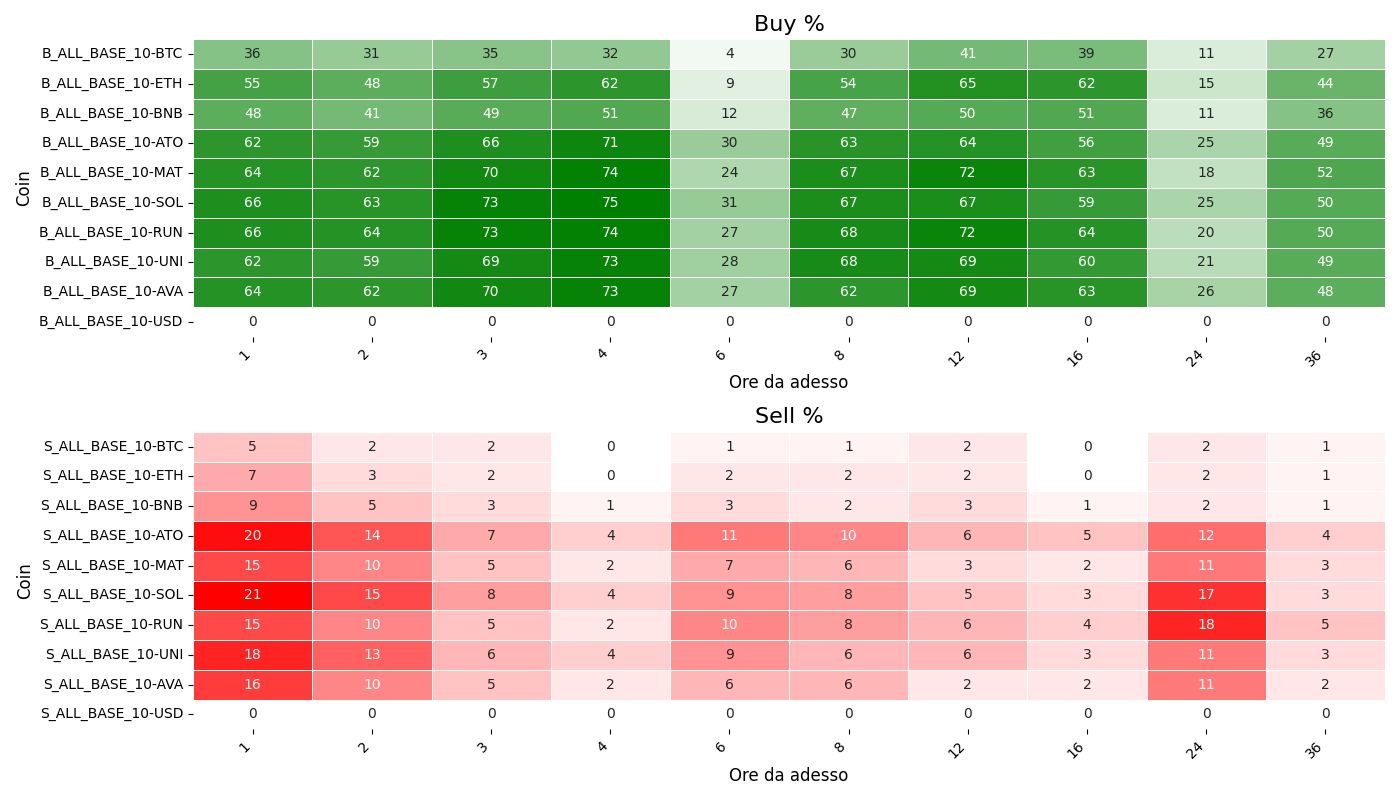 Buy %
Coin
B_ALL_BASE_10-BTC 36 31 35 32 4 30 41 39 11 27
B_ALL_BASE_10-ETH 55 48 57 62 9 54 65 62 15 44
B_ALL_BASE_10-BNB 48 41 49 51 12 47 50 51 11 36
B_ALL_BASE_10-ATO 62 59 66 71 30 63 64 56 25 49
B_ALL_BASE_10-MAT 64 62 70 74 24 67 72 63 18 52
B_ALL_BASE_10-SOL 66 63 73 75 31 67 67 59 25 50
B_ALL_BASE_10-RUN 66 64 73 74 27 68 72 64 20 50
B_ALL_BASE_10-UNI 62 59 69 73 28 68 69 60 21 49
B_ALL_BASE_10-AVA 64 62 70 73 27 62 69 63 26 48
B_ALL_BASE_10-USD 0 0 0 0 0 0 0 0 0 0
1 2 3 4 6 8 12 16 24 36
Ore da adesso
Sell %
Coin
S_ALL_BASE_10-BTC 5 2 2 0 1 1 2 0 2 1
S_ALL_BASE_10-ETH 7 3 2 0 2 2 2 0 2 1
S_ALL_BASE_10-BNB 9 5 3 1 3 2 3 1 2 1
S_ALL_BASE_10-ATO 20 14 7 4 11 10 6 5 12 4
S_ALL_BASE_10-MAT 15 10 5 2 7 6 3 2 11 3
S_ALL_BASE_10-SOL 21 15 8 4 9 8 5 3 17 3
S_ALL_BASE_10-RUN 15 10 5 2 10 8 6 4 18 5
S_ALL_BASE_10-UNI 18 13 6 4 9 6 6 3 11 3
S_ALL_BASE_10-AVA 16 10 5 2 6 6 2 2 11 2
S_ALL_BASE_10-USD 0 0 0 0 0 0 0 0 0 0
1 2 3 4 6 8 12 16 24 36
Ore da adesso